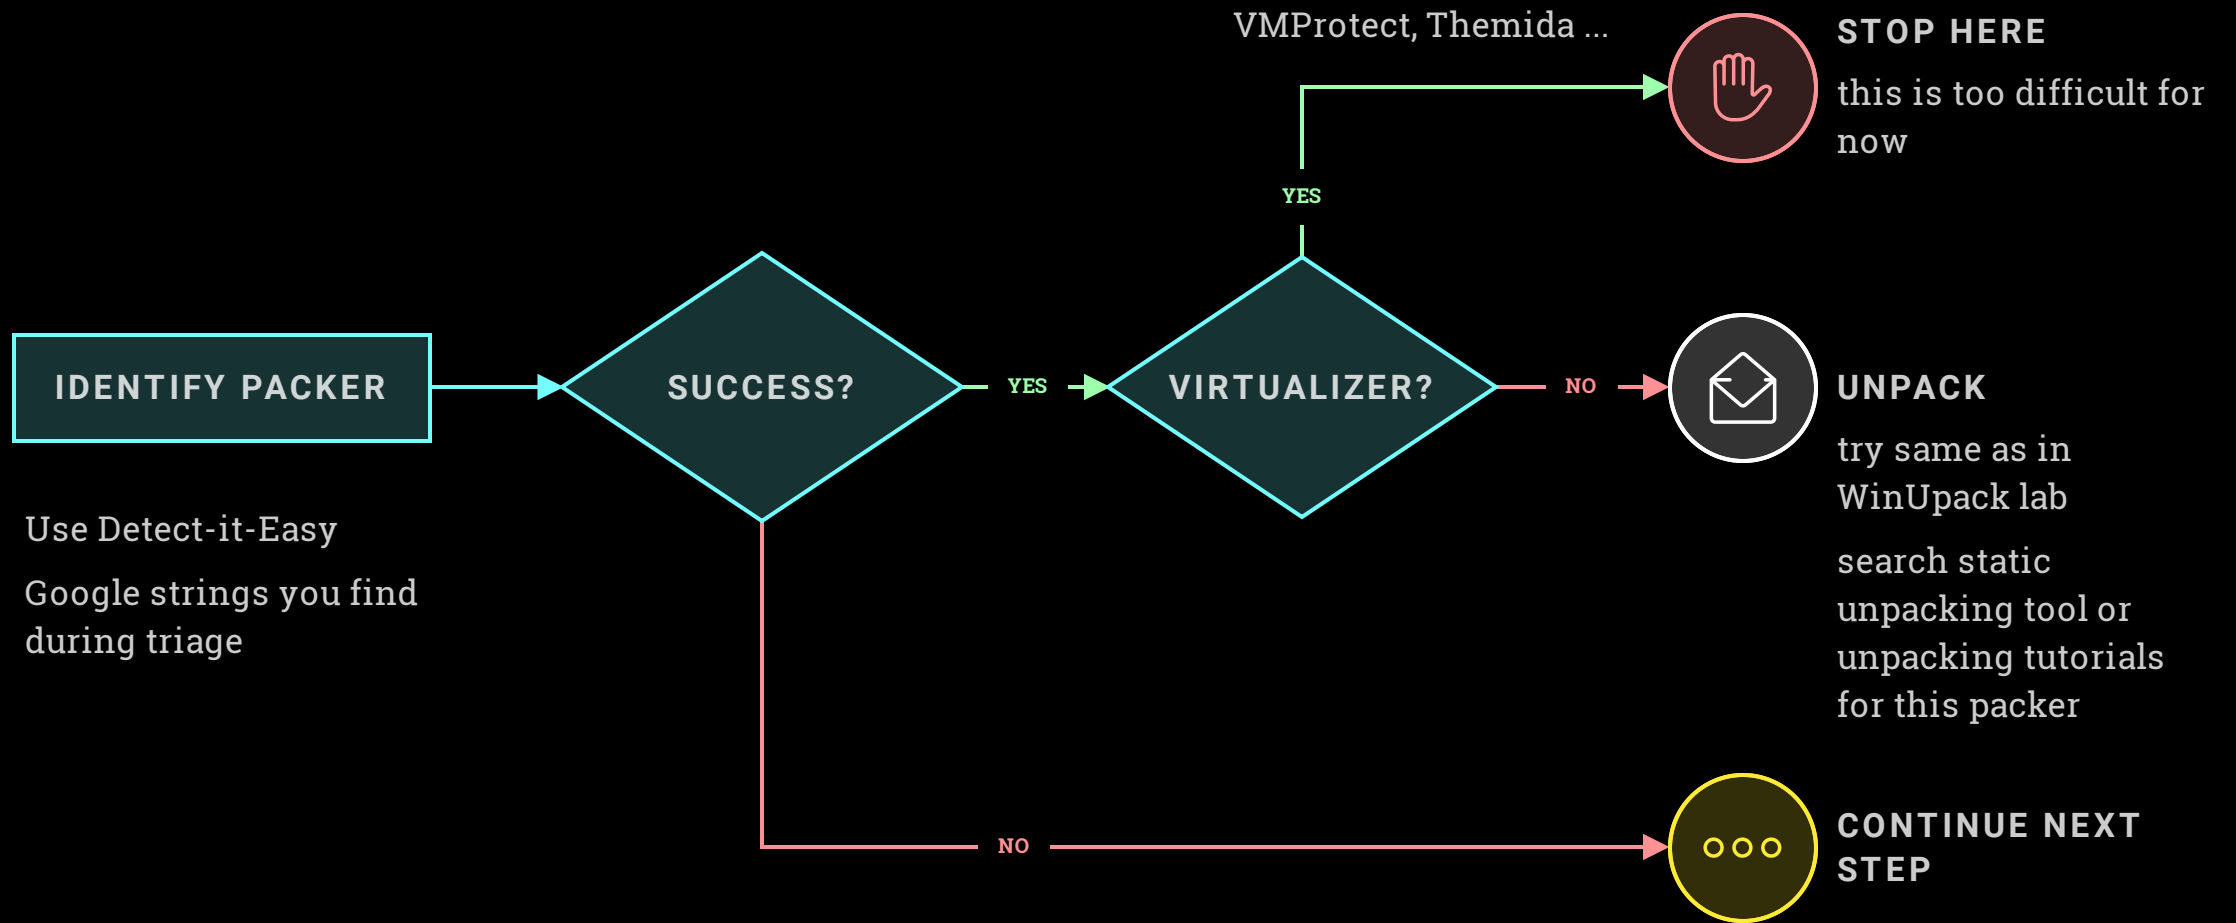 VMProtect, Themida ...
STOP HERE
this is too difficult for
now
YES
IDENTIFY PACKER
SUCCESS?
YES
VIRTUALIZER?
NO
UNPACK
try same as in
WinUpack lab
search static
unpacking tool or
unpacking tutorials
for this packer
Use Detect-it-Easy
Google strings you find
during triage
NO
CONTINUE NEXT
STEP